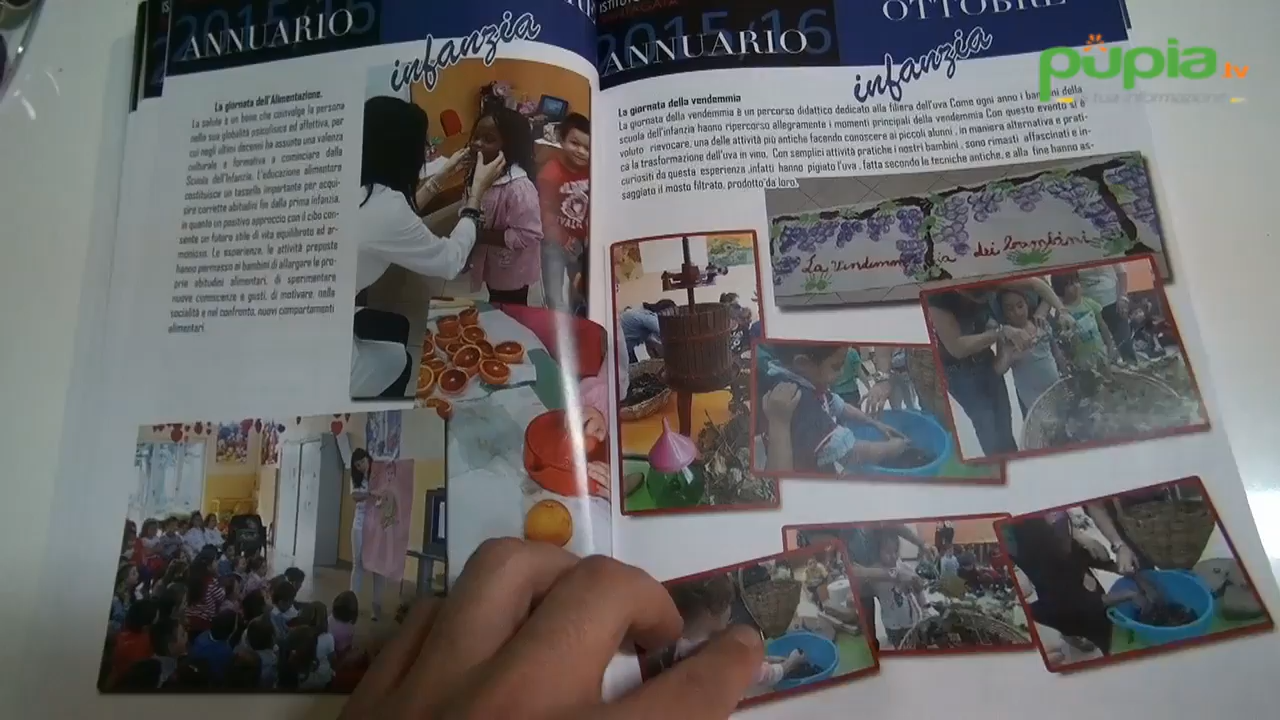 2015/16
ANNUARIO
infanzia
La giornata dell'Alimentazione.
La salute è un bene che coinvolge la persona
nella sua globalità psicofisica ed affettiva, per
cui negli ultimi decenni ha assunto una valenza
culturale e formativa a cominciare dalla
Scuola dell'Infanzia. L'educazione alimentare
costituisce un tassello importante per acqui-
sire corrette abitudini fin dalla prima infanzia,
in quanto un positivo approccio con il cibo con-
sente un futuro stile di vita equilibrato ed ar-
monioso. Le esperienze, le attività proposte
hanno permesso ai bambini di allargare le pro-
prie abitudini alimentari, di sperimentare
nuove conoscenze e gusti, di motivare, nella
socialità e nel confronto, nuovi comportamenti
alimentari.
2015/16
ANNUARIO
OTTOBRE
infanzia
La giornata della vendemmia
La giornata della vendemmia è un percorso didattico dedicato alla filiera dell'uva Come ogni anno i bambini della
scuola dell'infanzia hanno ripercorso allegramente i momenti principali della vendemmia Con questo evento si è
voluto rievocare, una delle attività più antiche facendo conoscere ai piccoli alunni , in maniera alternativa e prati-
ca la trasformazione dell'uva in vino. Con semplici attività pratiche i nostri bambini , sono rimasti affascinati e in-
curiositi da questa esperienza ,infatti hanno pigiato l'uva , fatta secondo le tecniche antiche, e alla fine hanno as-
saggiato il mosto filtrato, prodotto da loro.
La Vendemmia dei bambini
pupia.tv
la tua informazione